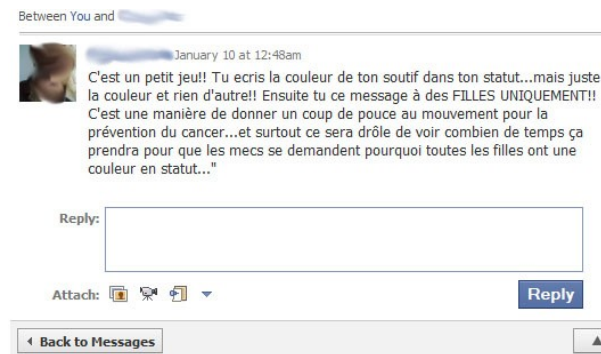 Between You and
January 10 at 12:48am
C'est un petit jeu!! Tu ecris la couleur de ton soutif dans ton statut...mais juste
la couleur et rien d'autre!! Ensuite tu ce message à des FILLES UNIQUEMENT!!
C'est une manière de donner un coup de pouce au mouvement pour la
prévention du cancer...et surtout ce sera drôle de voir combien de temps ça
prendra pour que les mecs se demandent pourquoi toutes les filles ont une
couleur en statut..."
Reply:
Attach:
Reply
Back to Messages